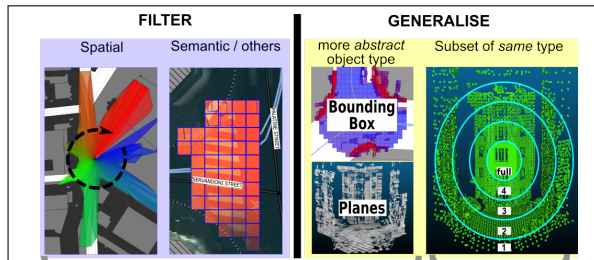 FILTER
GENERALISE
Spatial
Semantic / others
more abstract
object type
Subset of same type
Bounding
Box
SERVANDONI STREET
Planes
full
4
3
2
1